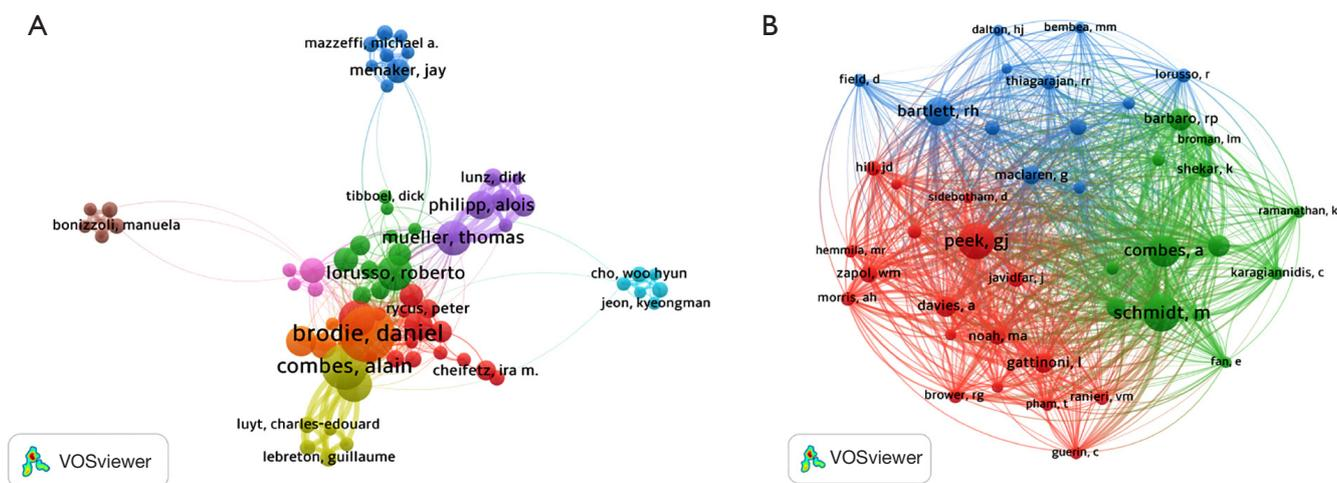 A
mazzeffi, michael a.
menaker, jay
lunz, dirk
tibboel, dick
philipp, alois
bonizzoli, manuela
mueller, thomas
lorusso, roberto
cho, woo hyun
jeon, kyeongman
rycus, peter
brodie, daniel
combes, alain
cheifetz, ira m.
luyt, charles-edouard
lebreton, guillaume
VOSviewer
B
dalton, hj
bembea, mm
field, d
thiagarajan, rr
lorusso, r
bartlett, rh
barbaro, rp
broman, lm
hill, jd
maclaren, g
shekar, k
sidebotham, d
ramanathan, k
peek, gj
hemmila, mr
combes, a
zapol, wm
javidfar, j
karagiannidis, c
morris, ah
davies, a
schmidt, m
noah, ma
gattinoni, l
fan, e
brower, rg
pham, t
ranieri, vm
guerin, c
VOSviewer